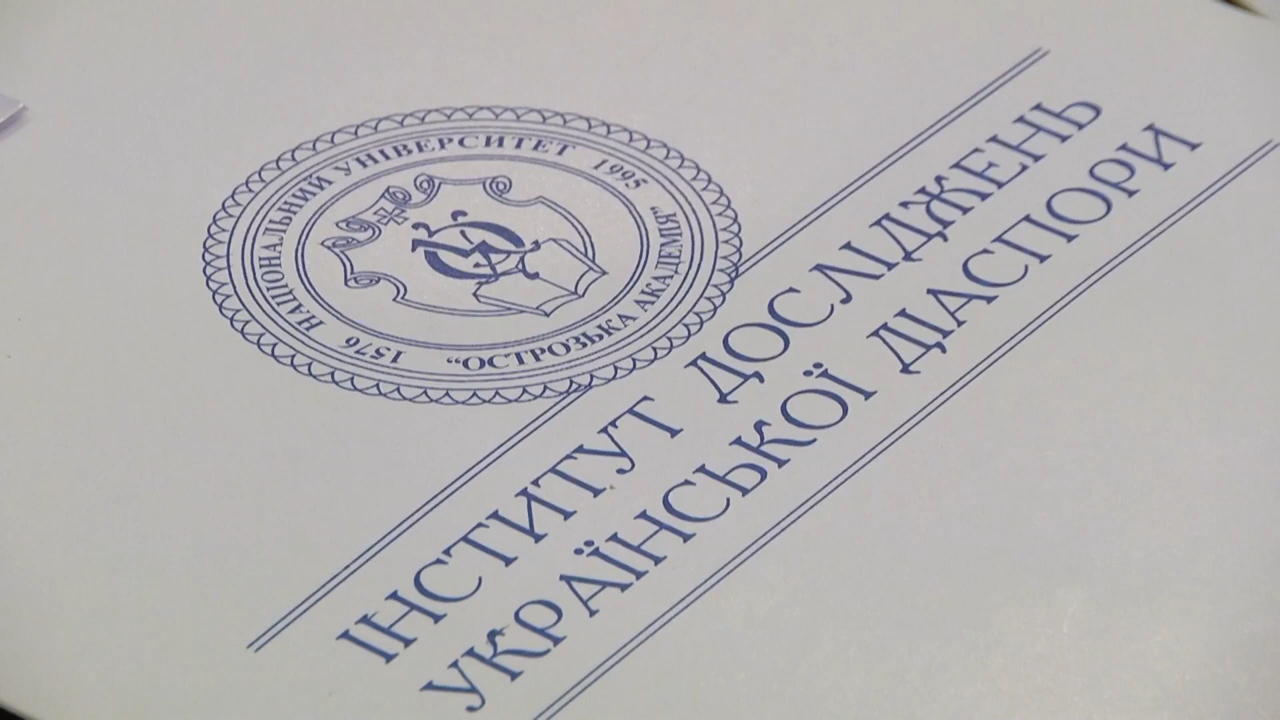 НАЦІОНАЛЬНИЙ УНІВЕРСИТЕТ
1576 "ОСТРОЗЬКА АКАДЕМІЯ" 1995
ІНСТИТУТ ДОСЛІДЖЕНЬ
УКРАЇНСЬКОЇ ДІАСПОРИ